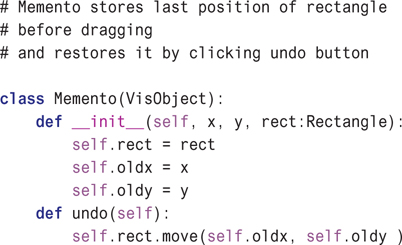 # Memento stores last position of rectangle
# before dragging
# and restores it by clicking undo button
class Memento(VisObject):
    def __init__(self, x, y, rect:Rectangle):
        self.rect = rect
        self.oldx = x
        self.oldy = y
    def undo(self):
        self.rect.move(self.oldx, self.oldy )